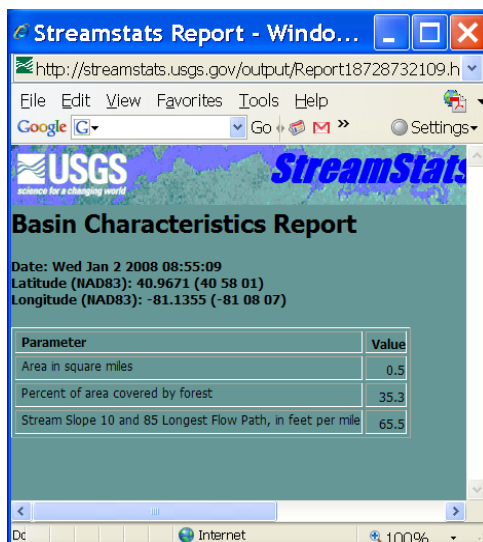 Streamstats Report - Windo...
http://streamstats.usgs.gov/output/Report18728732109.h
File Edit View Favorites Tools Help
Google G Go M » Settings
USGS
science for a changing world
StreamStats
Basin Characteristics Report
Date: Wed Jan 2 2008 08:55:09
Latitude (NAD83): 40.9671 (40 58 01)
Longitude (NAD83): -81.1355 (-81 08 07)
Parameter Value
Area in square miles 0.5
Percent of area covered by forest 35.3
Stream Slope 10 and 85 Longest Flow Path, in feet per mile 65.5
Internet 100%